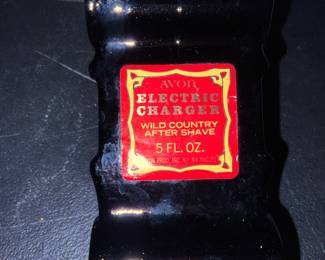 AVON
ELECTRIC
CHARGER
WILD COUNTRY
AFTER SHAVE
5 FL. OZ.